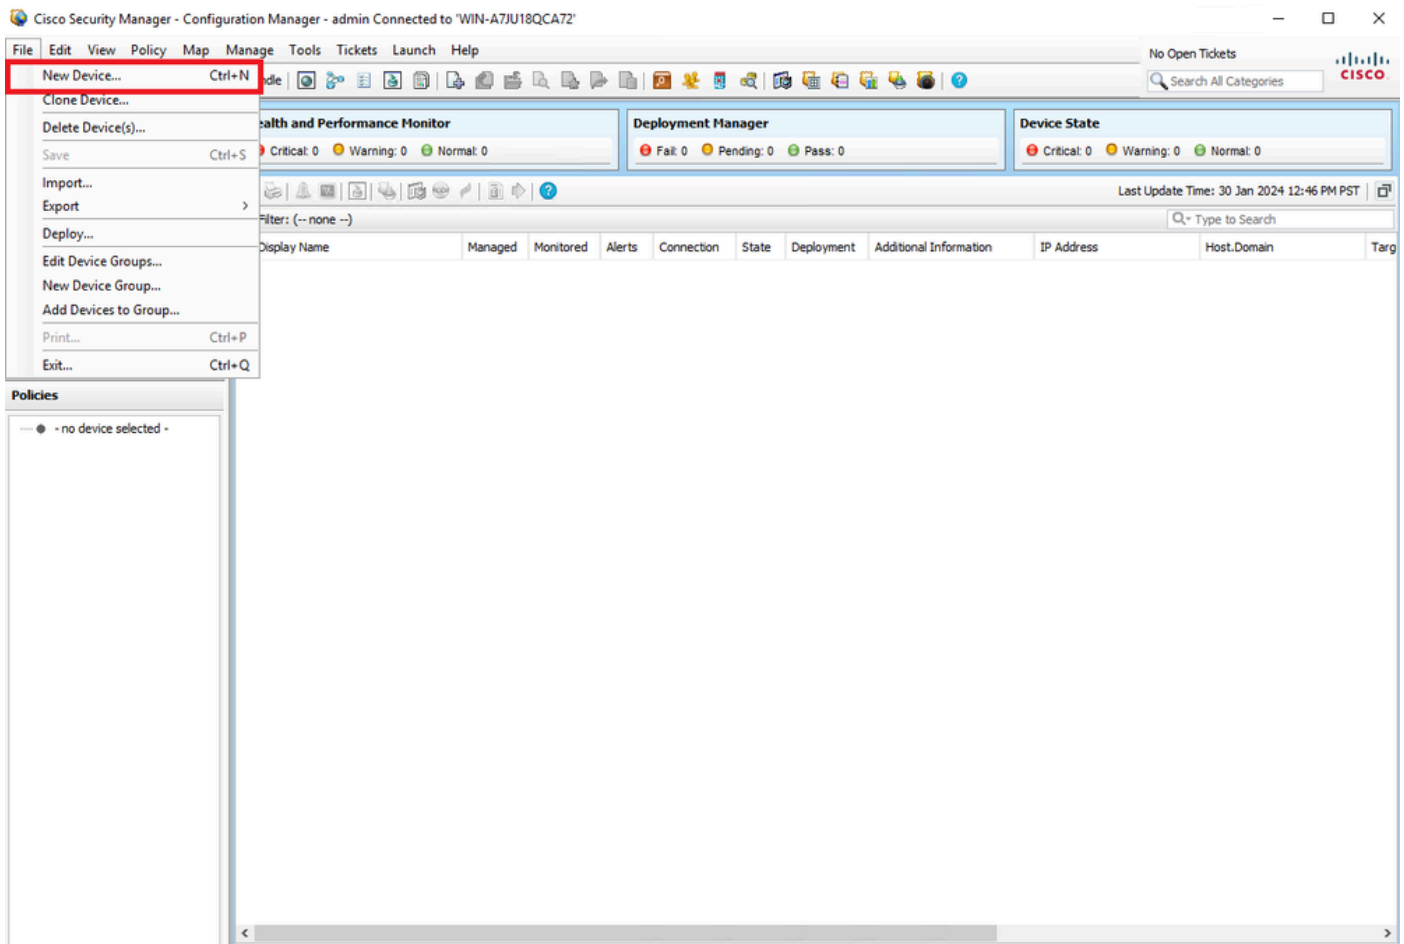 Cisco Security Manager - Configuration Manager - admin Connected to 'WIN-A7JU18QCA72'
File Edit View Policy Map Manage Tools Tickets Launch Help
No Open Tickets
Search All Categories
CISCO
New Device... Ctrl+N
Clone Device...
Delete Device(s)...
Save Ctrl+S
Import...
Export
Deploy...
Edit Device Groups...
New Device Group...
Add Devices to Group...
Print... Ctrl+P
Exit... Ctrl+Q
ealth and Performance Monitor
Critical: 0 Warning: 0 Normal: 0
Deployment Manager
Fail: 0 Pending: 0 Pass: 0
Device State
Critical: 0 Warning: 0 Normal: 0
Last Update Time: 30 Jan 2024 12:46 PM PST
Filter: (-- none --)
Type to Search
Display Name Managed Monitored Alerts Connection State Deployment Additional Information IP Address Host.Domain Targ
Policies
- no device selected -